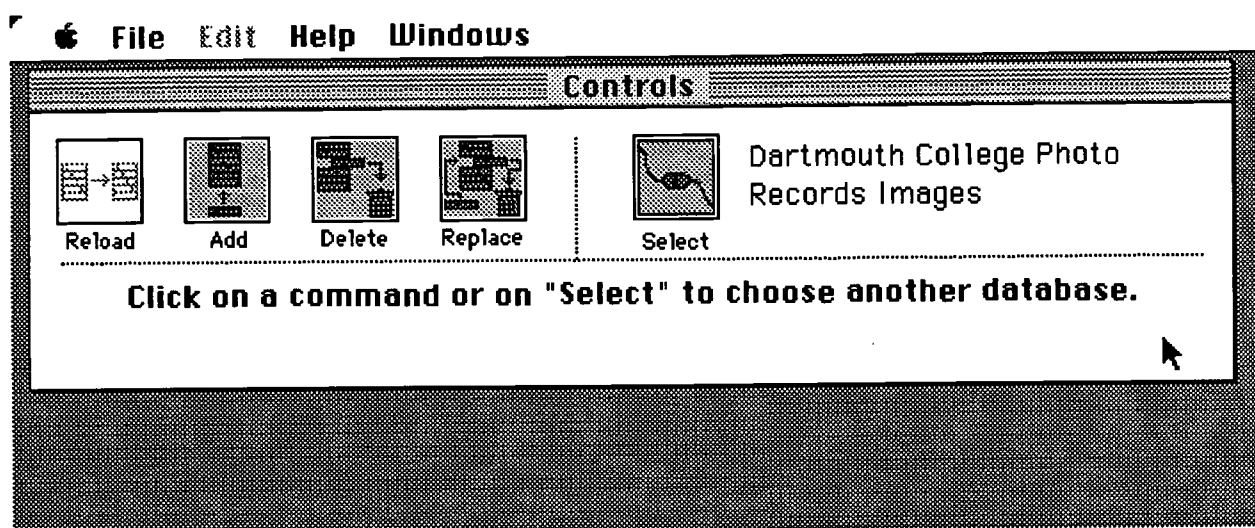 File Edit Help Windows
Controls
Dartmouth College Photo
Records Images
Reload Add Delete Replace Select
Click on a command or on "Select" to choose another database.